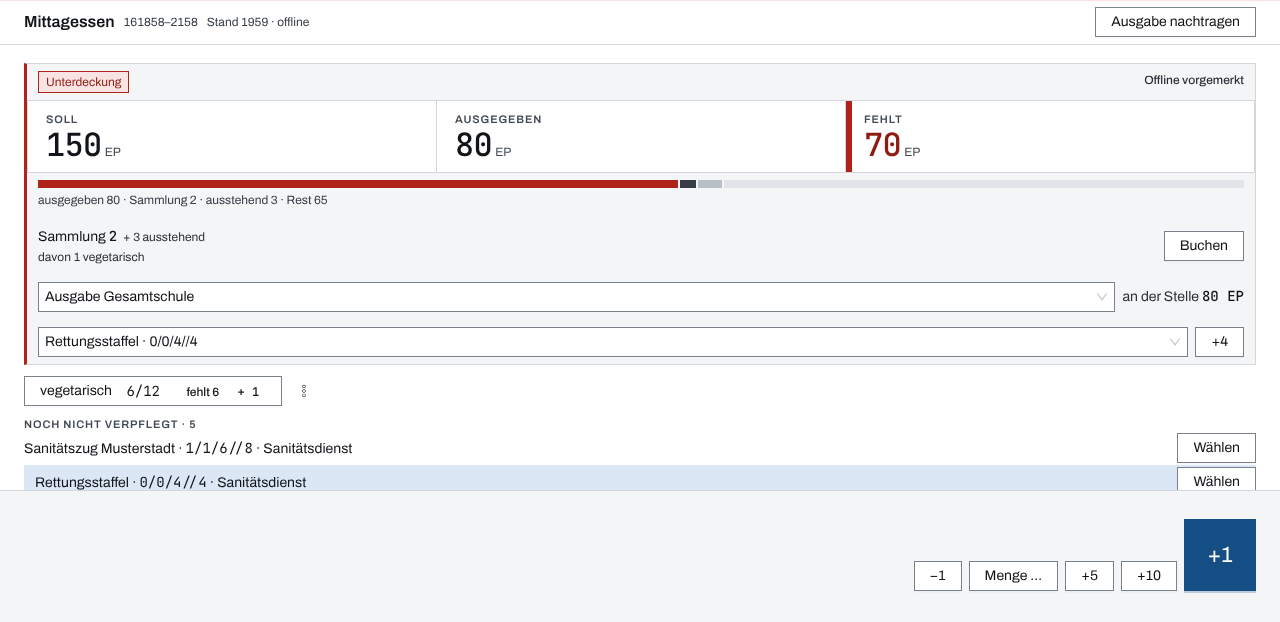 Mittagessen 161858–2158 Stand 1959 · offline Ausgabe nachtragen
Unterdeckung Offline vorgemerkt
SOLL AUSGEGEBEN FEHLT
150 EP 80 EP 70 EP
ausgegeben 80 · Sammlung 2 · ausstehend 3 · Rest 65
Sammlung 2 + 3 ausstehend
davon 1 vegetarisch
Buchen
Ausgabe Gesamtschule an der Stelle 80 EP
Rettungsstaffel · 0/0/4//4 +4
vegetarisch 6/12 fehlt 6 + 1
NOCH NICHT VERPFLEGT · 5
Sanitätszug Musterstadt · 1/1/6//8 · Sanitätsdienst Wählen
Rettungsstaffel · 0/0/4//4 · Sanitätsdienst Wählen
−1 Menge … +5 +10 +1